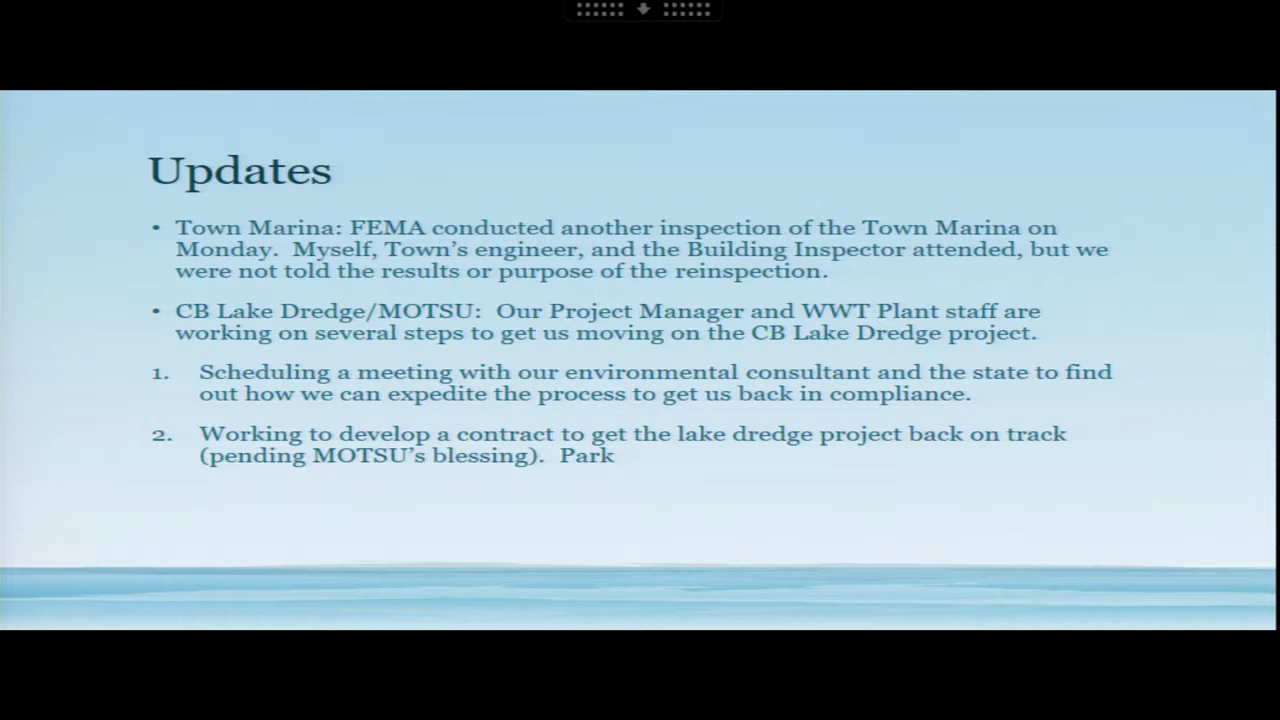 Updates
• Town Marina: FEMA conducted another inspection of the Town Marina on
Monday.  Myself, Town's engineer, and the Building Inspector attended, but we
were not told the results or purpose of the reinspection.
• CB Lake Dredge/MOTSU:  Our Project Manager and WWT Plant staff are
working on several steps to get us moving on the CB Lake Dredge project.
1. Scheduling a meeting with our environmental consultant and the state to find
out how we can expedite the process to get us back in compliance.
2. Working to develop a contract to get the lake dredge project back on track
(pending MOTSU's blessing).  Park